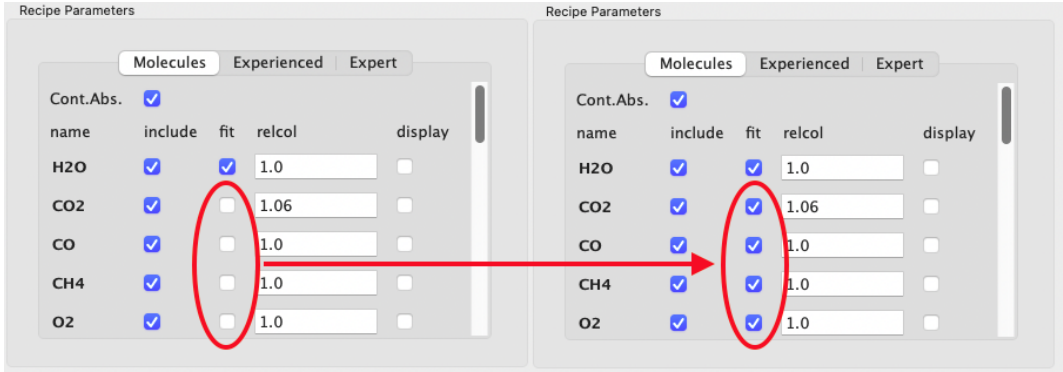 Recipe Parameters
Molecules Experienced Expert
Cont.Abs.
name include fit relcol display
H2O 1.0
CO2 1.06
CO 1.0
CH4 1.0
O2 1.0
Recipe Parameters
Molecules Experienced Expert
Cont.Abs.
name include fit relcol display
H2O 1.0
CO2 1.06
CO 1.0
CH4 1.0
O2 1.0